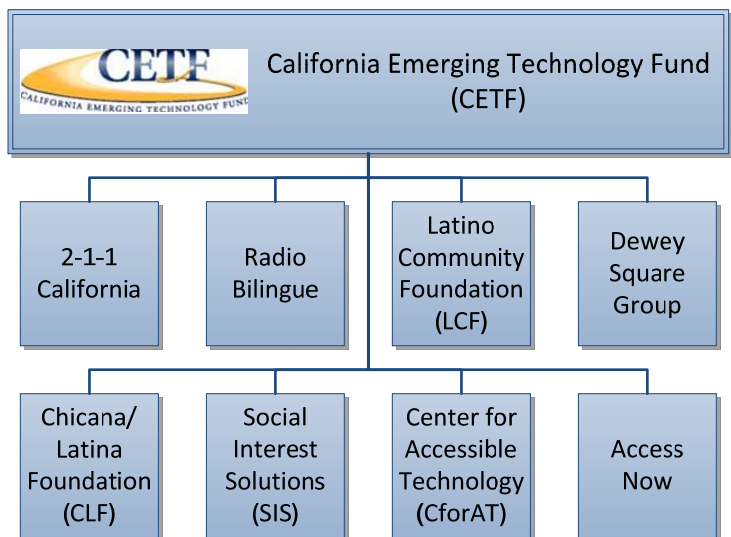 CETF
CALIFORNIA EMERGING TECHNOLOGY FUND
California Emerging Technology Fund
(CETF)
2-1-1
California
Radio
Bilingue
Latino
Community
Foundation
(LCF)
Dewey
Square
Group
Chicana/
Latina
Foundation
(CLF)
Social
Interest
Solutions
(SIS)
Center for
Accessible
Technology
(CforAT)
Access
Now